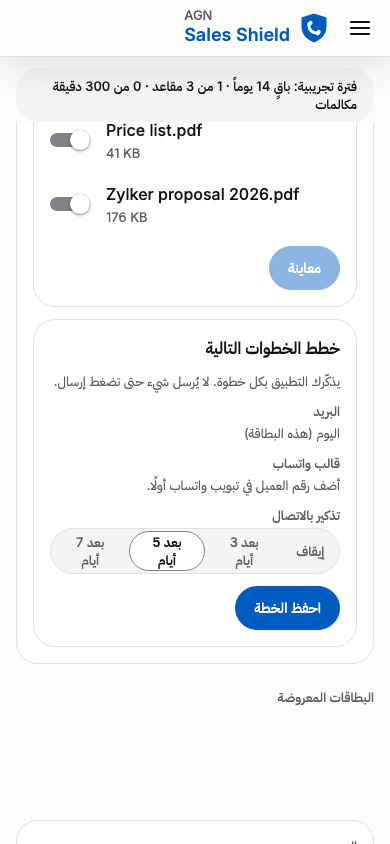 AGN
Sales Shield
فترة تجريبية: باقٍ 14 يوماً · 1 من 3 مقاعد · 0 من 300 دقيقة
مكالمات
Price list.pdf
41 KB
Zylker proposal 2026.pdf
176 KB
معاينة
خطط الخطوات التالية
يذكّرك التطبيق بكل خطوة. لا يُرسل شيء حتى تضغط إرسال.
البريد
اليوم (هذه البطاقة)
قالب واتساب
أضف رقم العميل في تبويب واتساب أولًا.
تذكير بالاتصال
إيقاف
بعد 3
أيام
بعد 5
أيام
بعد 7
أيام
احفظ الخطة
البطاقات المعروضة